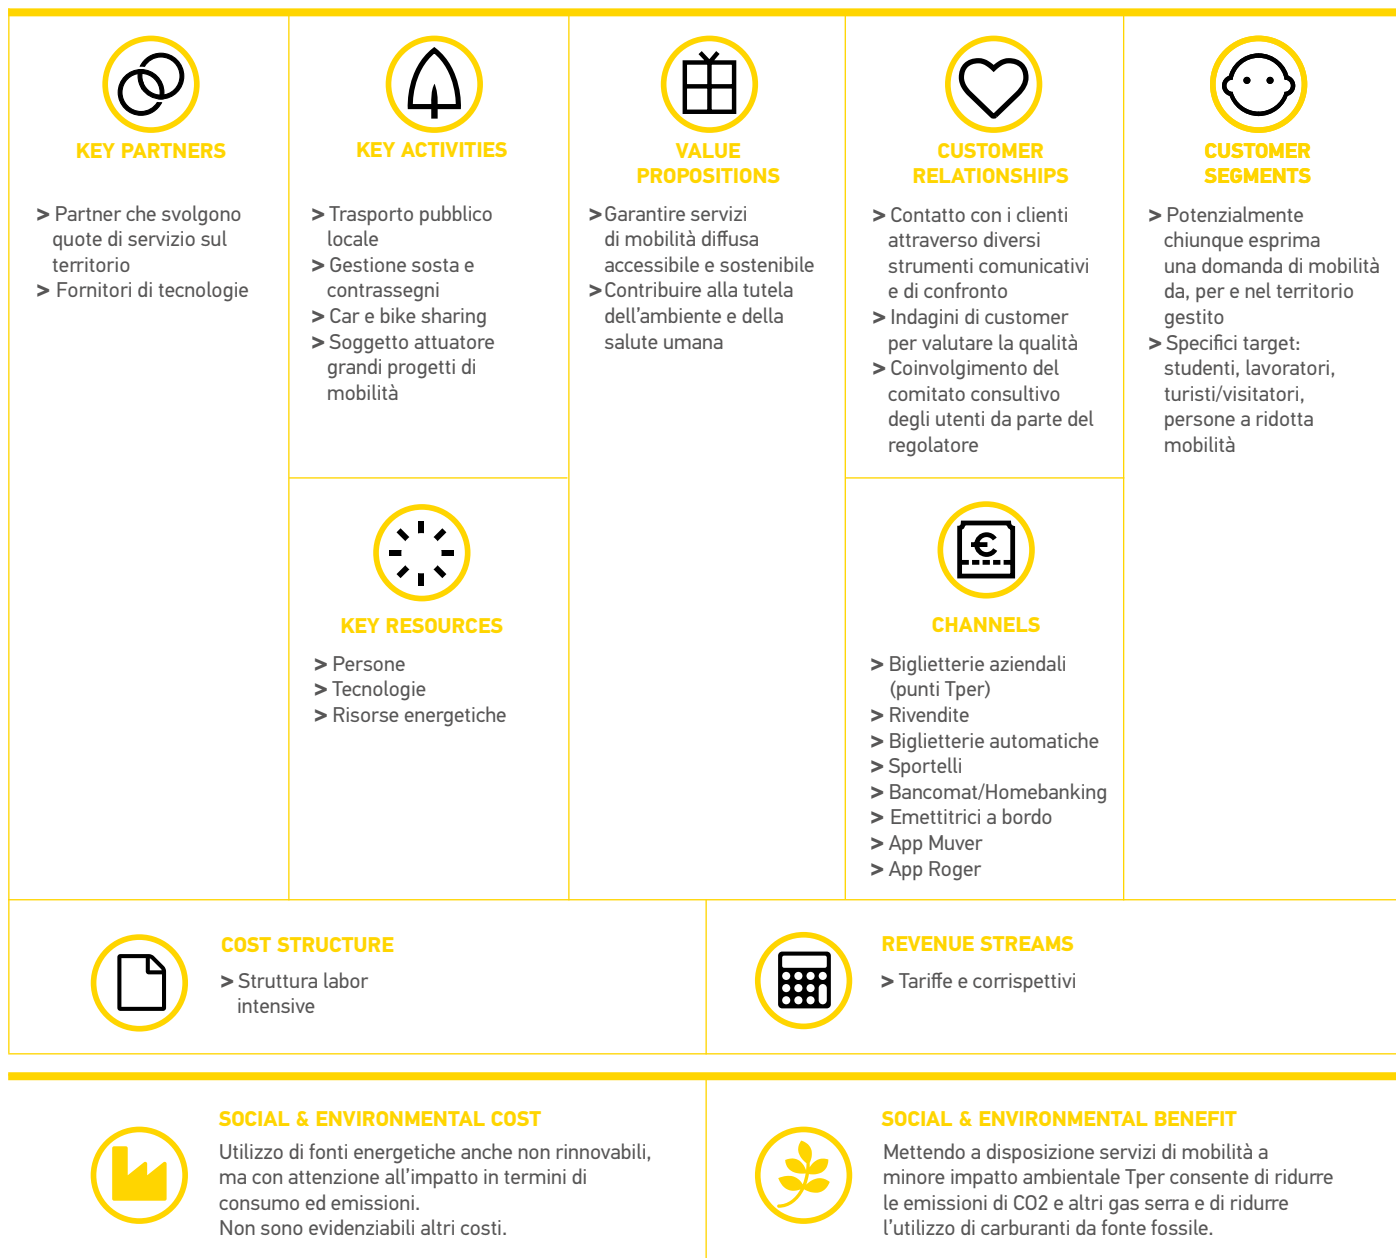 KEY PARTNERS
> Partner che svolgono
quote di servizio sul
territorio
> Fornitori di tecnologie
KEY ACTIVITIES
> Trasporto pubblico
locale
> Gestione sosta e
contrassegni
> Car e bike sharing
> Soggetto attuatore
grandi progetti di
mobilità
KEY RESOURCES
> Persone
> Tecnologie
> Risorse energetiche
VALUE
PROPOSITIONS
> Garantire servizi
di mobilità diffusa
accessibile e sostenibile
> Contribuire alla tutela
dell'ambiente e della
salute umana
CUSTOMER
RELATIONSHIPS
> Contatto con i clienti
attraverso diversi
strumenti comunicativi
e di confronto
> Indagini di customer
per valutare la qualità
> Coinvolgimento del
comitato consultivo
degli utenti da parte del
regolatore
€
CHANNELS
> Biglietterie aziendali
(punti Tper)
> Rivendite
> Biglietterie automatiche
> Sportelli
> Bancomat/Homebanking
> Emettitrici a bordo
> App Muver
> App Roger
CUSTOMER
SEGMENTS
> Potenzialmente
chiunque esprima
una domanda di mobilità
da, per e nel territorio
gestito
> Specifici target:
studenti, lavoratori,
turisti/visitatori,
persone a ridotta
mobilità
COST STRUCTURE
> Struttura labor
intensive
REVENUE STREAMS
> Tariffe e corrispettivi
SOCIAL & ENVIRONMENTAL COST
Utilizzo di fonti energetiche anche non rinnovabili,
ma con attenzione all'impatto in termini di
consumo ed emissioni.
Non sono evidenziabili altri costi.
SOCIAL & ENVIRONMENTAL BENEFIT
Mettendo a disposizione servizi di mobilità a
minore impatto ambientale Tper consente di ridurre
le emissioni di CO2 e altri gas serra e di ridurre
l'utilizzo di carburanti da fonte fossile.